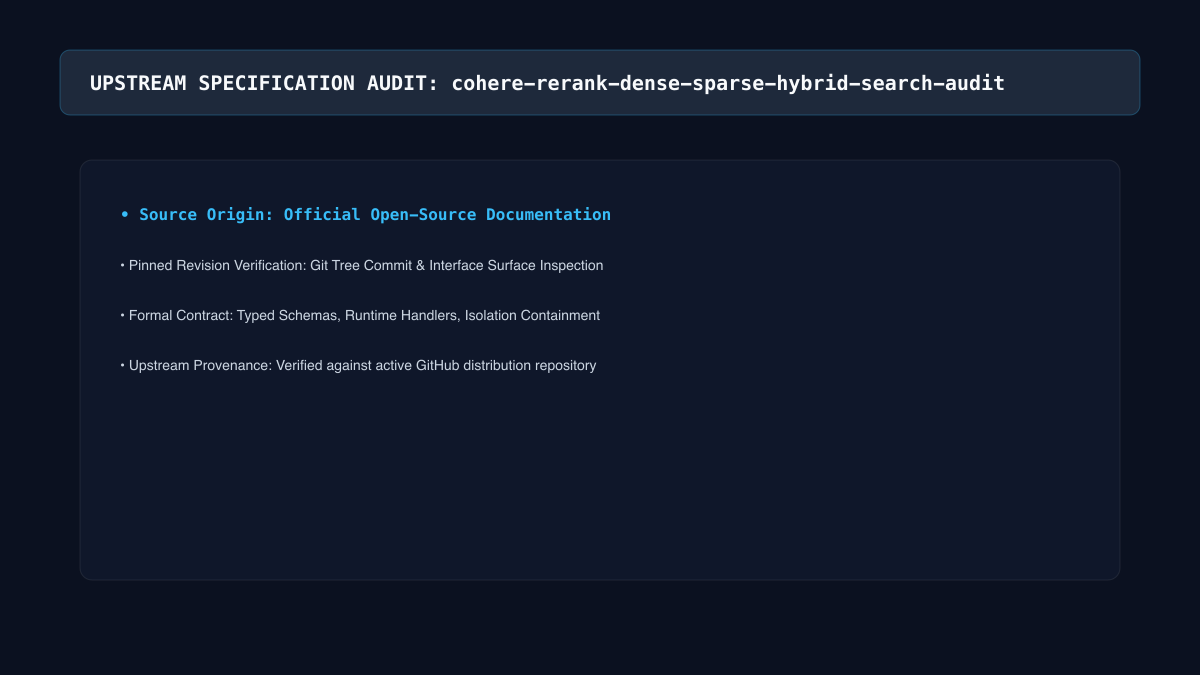 UPSTREAM SPECIFICATION AUDIT: cohere-rerank-dense-sparse-hybrid-search-audit
• Source Origin: Official Open-Source Documentation
• Pinned Revision Verification: Git Tree Commit & Interface Surface Inspection
• Formal Contract: Typed Schemas, Runtime Handlers, Isolation Containment
• Upstream Provenance: Verified against active GitHub distribution repository